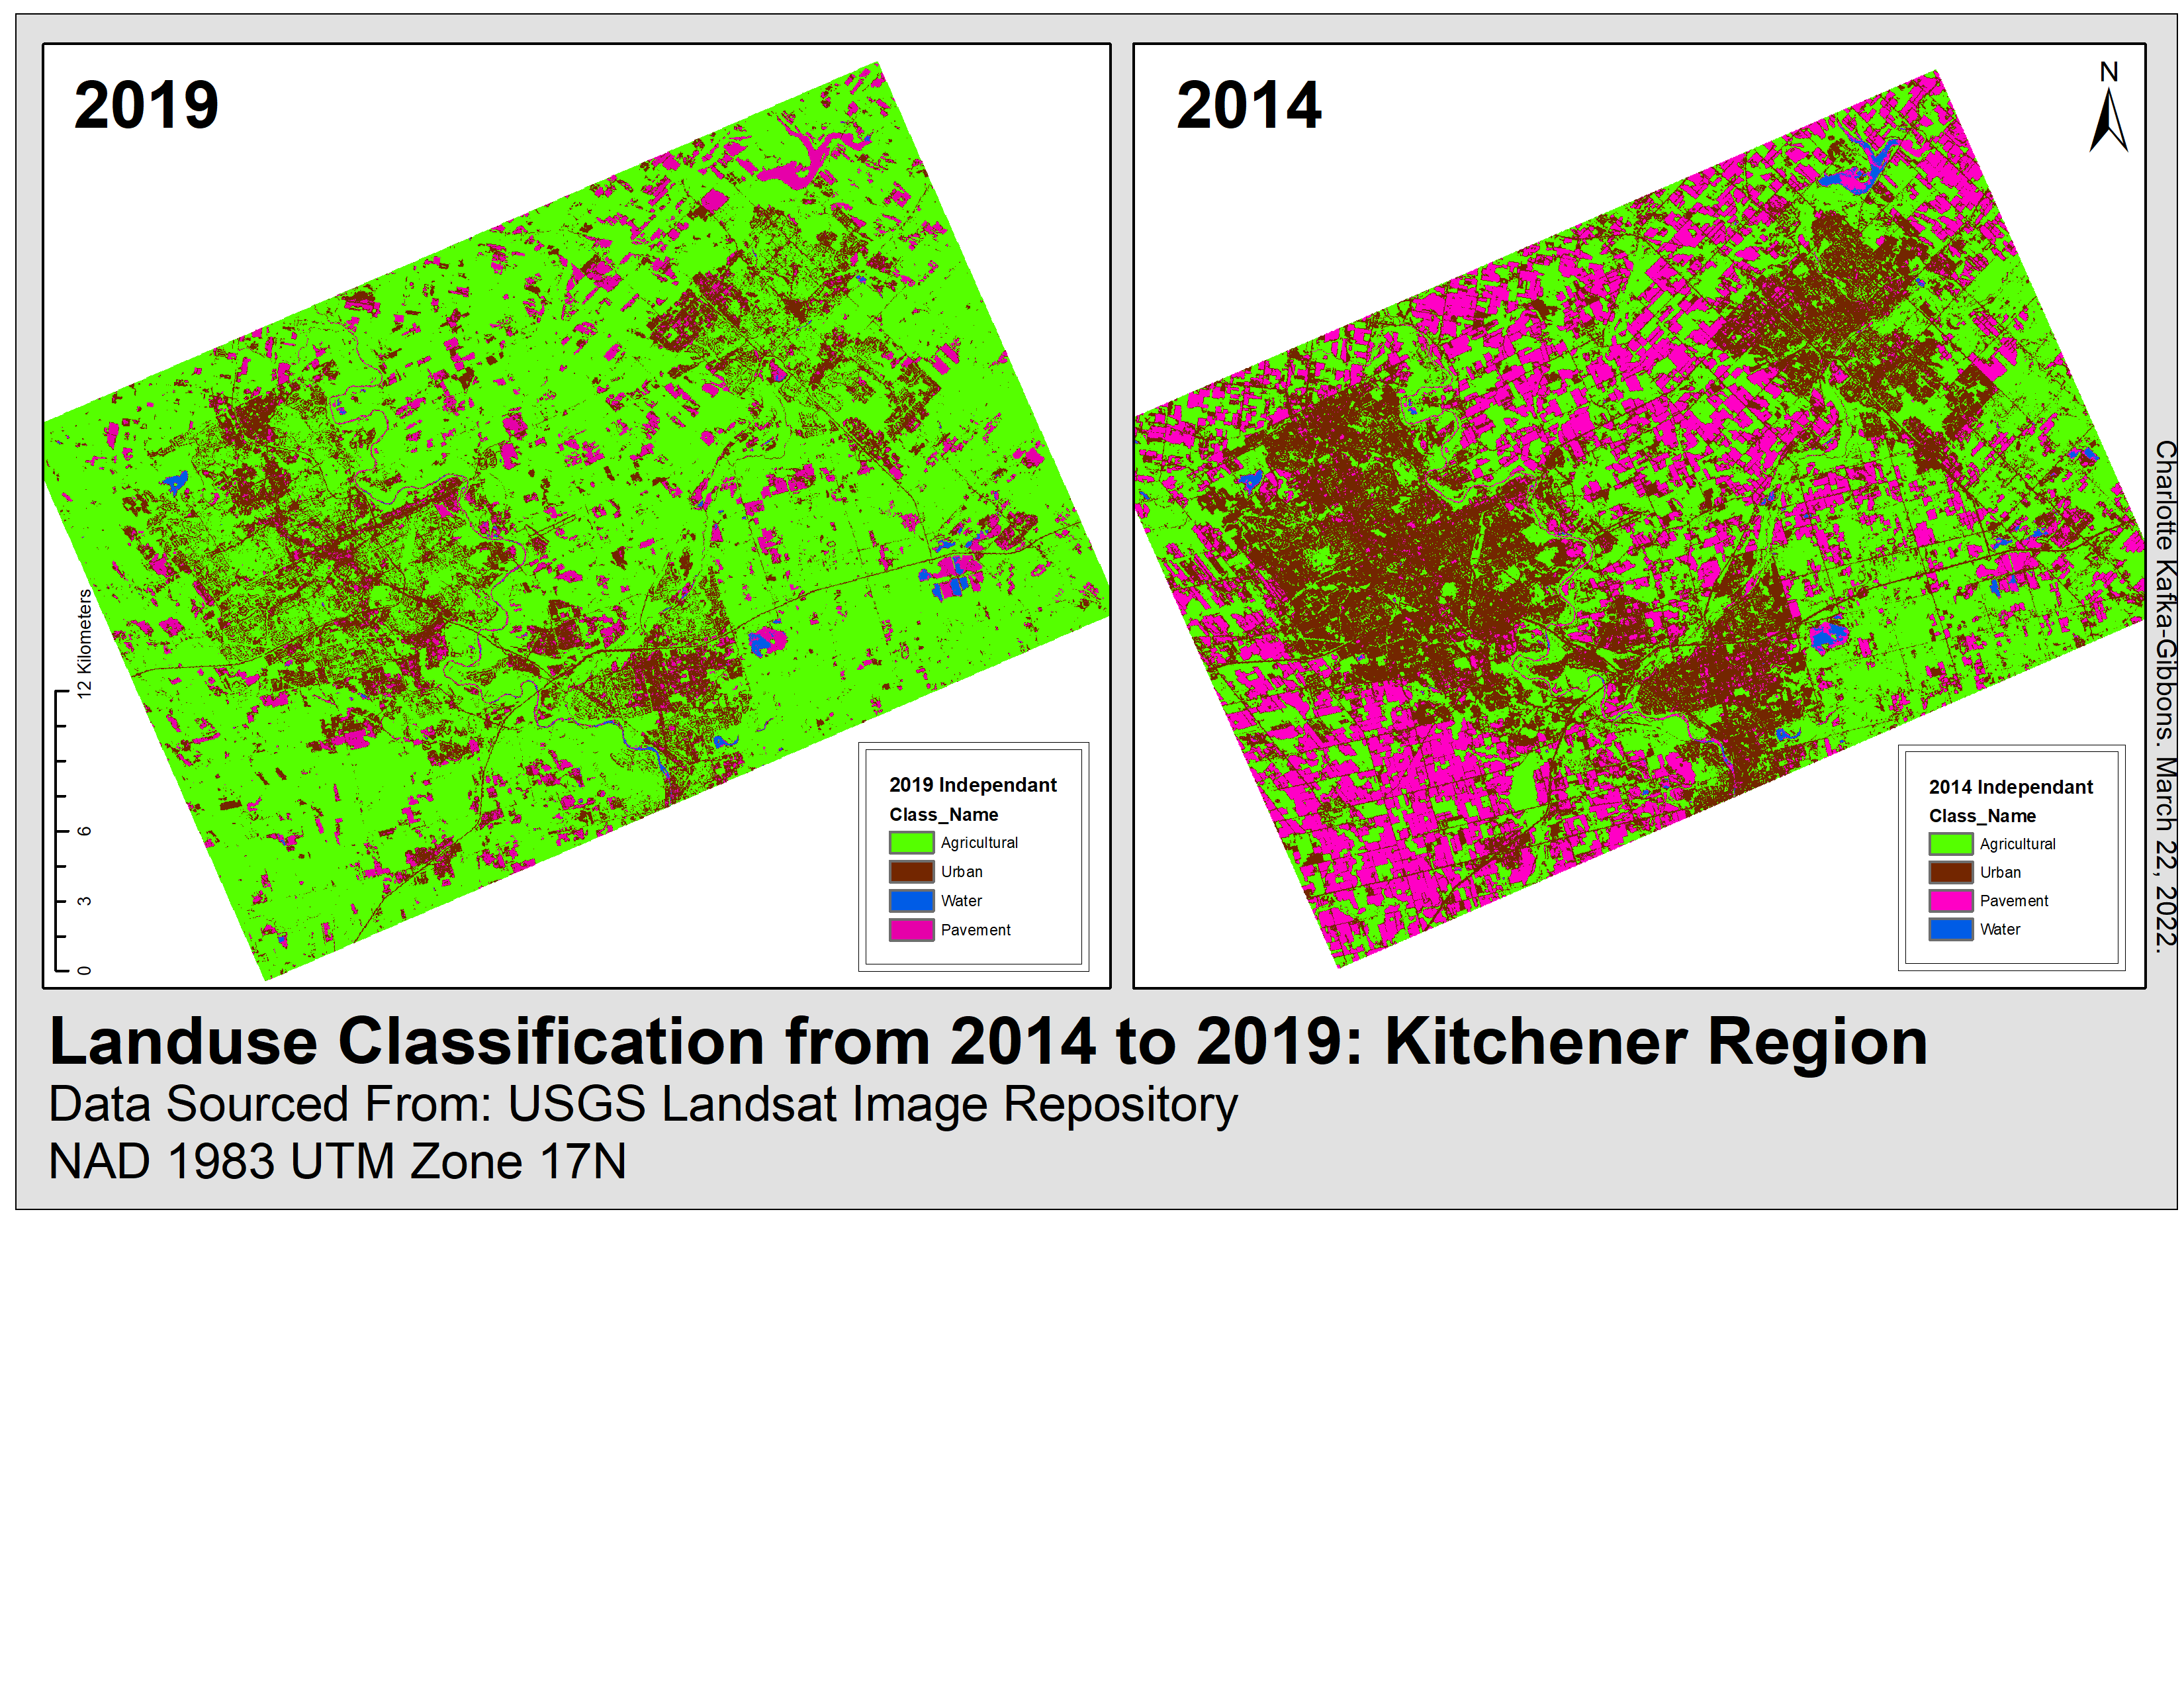 2019
12 Kilometers
6
3
0
2019 Independant
Class_Name
Agricultural
Urban
Water
Pavement
2014
N
2014 Independant
Class_Name
Agricultural
Urban
Pavement
Water
Charlotte Kafka-Gibbons. March 22, 2022.
Landuse Classification from 2014 to 2019: Kitchener Region
Data Sourced From: USGS Landsat Image Repository
NAD 1983 UTM Zone 17N